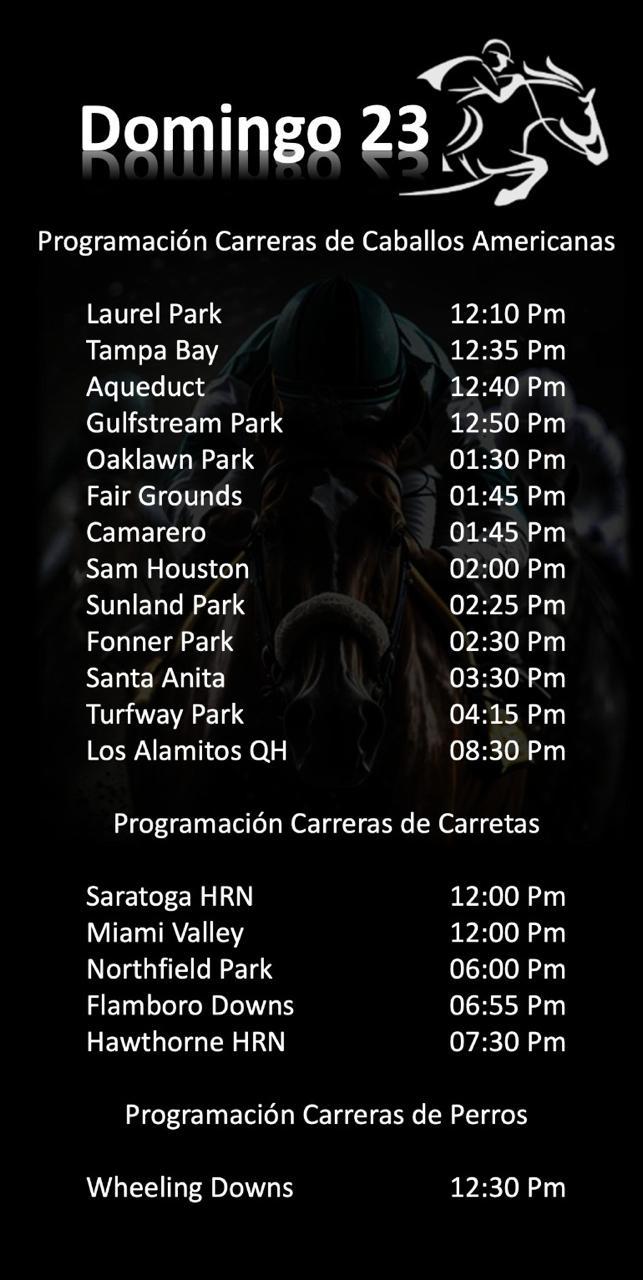 Domingo 23
Programación Carreras de Caballos Americanas
Laurel Park 12:10 Pm
Tampa Bay 12:35 Pm
Aqueduct 12:40 Pm
Gulfstream Park 12:50 Pm
Oaklawn Park 01:30 Pm
Fair Grounds 01:45 Pm
Camarero 01:45 Pm
Sam Houston 02:00 Pm
Sunland Park 02:25 Pm
Fonner Park 02:30 Pm
Santa Anita 03:30 Pm
Turfway Park 04:15 Pm
Los Alamitos QH 08:30 Pm
Programación Carreras de Carretas
Saratoga HRN 12:00 Pm
Miami Valley 12:00 Pm
Northfield Park 06:00 Pm
Flamboro Downs 06:55 Pm
Hawthorne HRN 07:30 Pm
Programación Carreras de Perros
Wheeling Downs 12:30 Pm